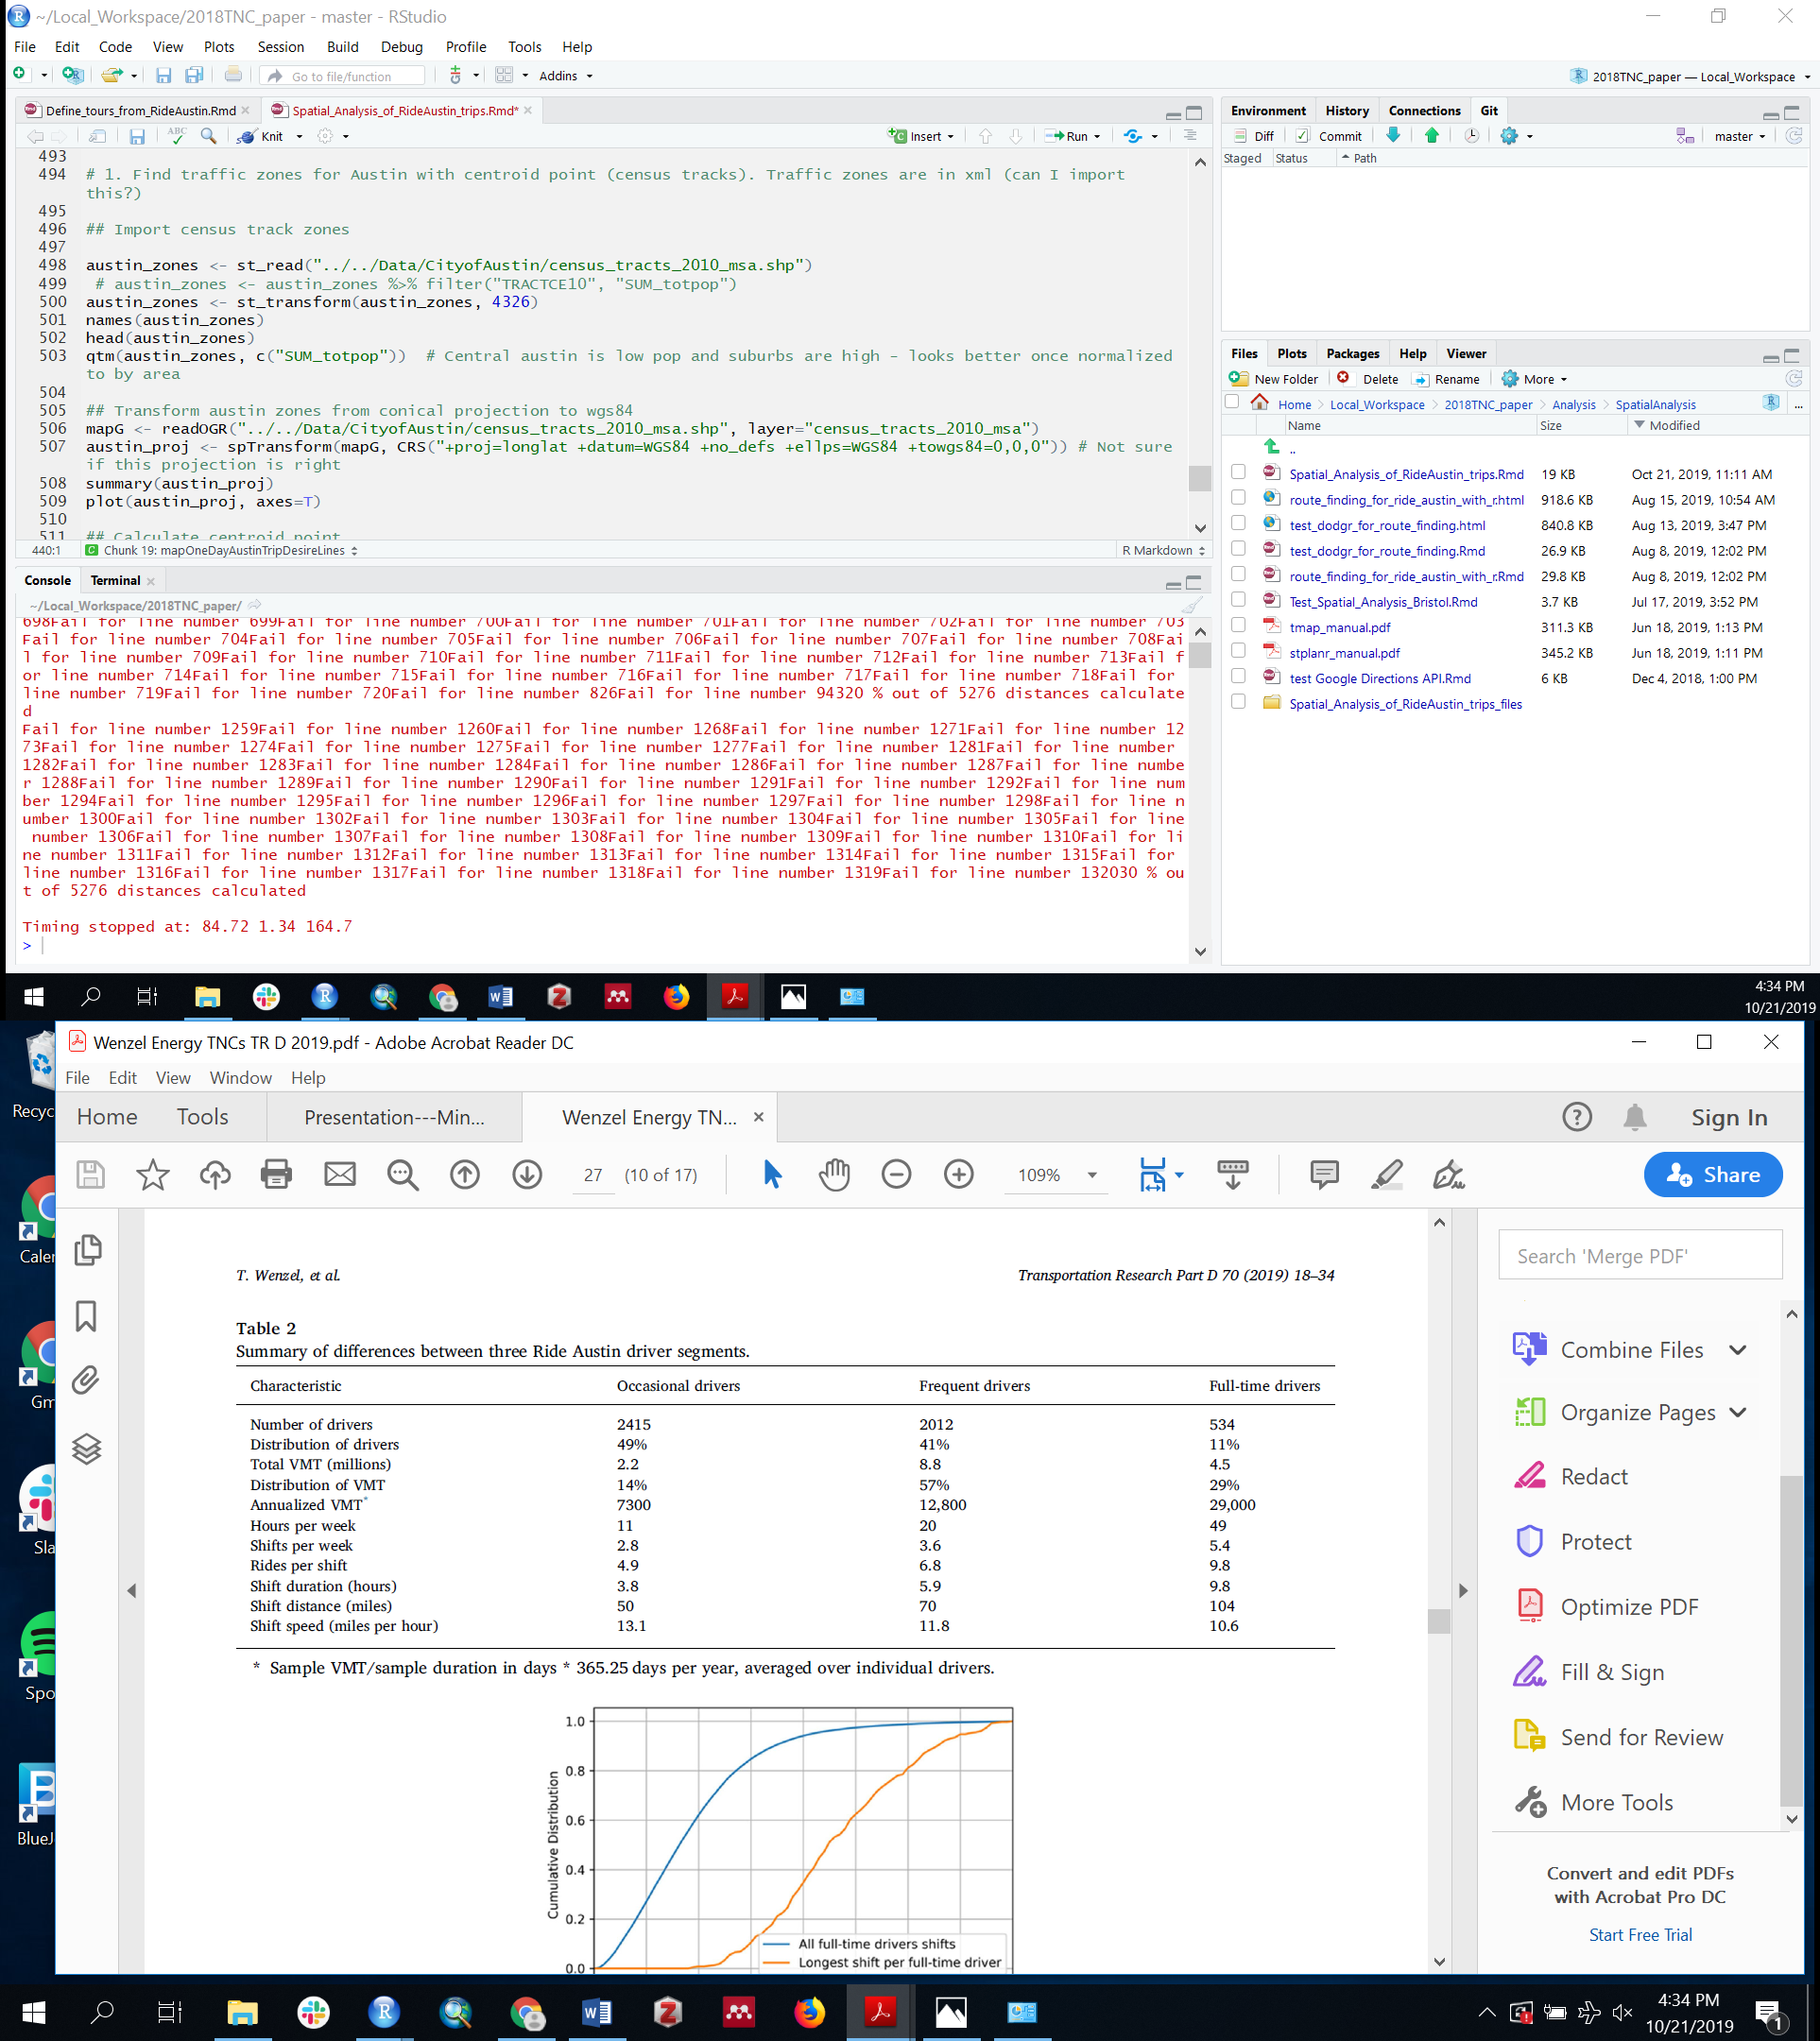 ~/Local_Workspace/2018TNC_paper - master - RStudio
File Edit Code View Plots Session Build Debug Profile Tools Help
Go to file/function Addins 2018TNC_paper — Local_Workspace
Define_tours_from_RideAustin.Rmd Spatial_Analysis_of_RideAustin_trips.Rmd*
ABC Knit Insert Run
493
494 # 1. Find traffic zones for Austin with centroid point (census tracks). Traffic zones are in xml (can I import
this?)
495
496 ## Import census track zones
497
498 austin_zones <- st_read("../../Data/CityofAustin/census_tracts_2010_msa.shp")
499 # austin_zones <- austin_zones %>% filter("TRACTCE10", "SUM_totpop")
500 austin_zones <- st_transform(austin_zones, 4326)
501 names(austin_zones)
502 head(austin_zones)
503 qtm(austin_zones, c("SUM_totpop")) # Central austin is low pop and suburbs are high - looks better once normalized
to by area
504
505 ## Transform austin zones from conical projection to wgs84
506 mapG <- readOGR("../../Data/CityofAustin/census_tracts_2010_msa.shp", layer="census_tracts_2010_msa")
507 austin_proj <- spTransform(mapG, CRS("+proj=longlat +datum=WGS84 +no_defs +ellps=WGS84 +towgs84=0,0,0")) # Not sure
if this projection is right
508 summary(austin_proj)
509 plot(austin_proj, axes=T)
510
511 ## Calculate centroid point
440:1 Chunk 19: mapOneDayAustinTripDesireLines R Markdown
Console Terminal
~/Local_Workspace/2018TNC_paper/
698Fail for line number 699Fail for line number 700Fail for line number 701Fail for line number 702Fail for line number 703
Fail for line number 704Fail for line number 705Fail for line number 706Fail for line number 707Fail for line number 708Fai
l for line number 709Fail for line number 710Fail for line number 711Fail for line number 712Fail for line number 713Fail f
or line number 714Fail for line number 715Fail for line number 716Fail for line number 717Fail for line number 718Fail for
line number 719Fail for line number 720Fail for line number 826Fail for line number 94320 % out of 5276 distances calculate
d
Fail for line number 1259Fail for line number 1260Fail for line number 1268Fail for line number 1271Fail for line number 12
73Fail for line number 1274Fail for line number 1275Fail for line number 1277Fail for line number 1281Fail for line number
1282Fail for line number 1283Fail for line number 1284Fail for line number 1286Fail for line number 1287Fail for line numbe
r 1288Fail for line number 1289Fail for line number 1290Fail for line number 1291Fail for line number 1292Fail for line num
ber 1294Fail for line number 1295Fail for line number 1296Fail for line number 1297Fail for line number 1298Fail for line n
umber 1300Fail for line number 1302Fail for line number 1303Fail for line number 1304Fail for line number 1305Fail for line
number 1306Fail for line number 1307Fail for line number 1308Fail for line number 1309Fail for line number 1310Fail for li
ne number 1311Fail for line number 1312Fail for line number 1313Fail for line number 1314Fail for line number 1315Fail for
line number 1316Fail for line number 1317Fail for line number 1318Fail for line number 1319Fail for line number 132030 % ou
t of 5276 distances calculated
Timing stopped at: 84.72 1.34 164.7
>
Environment History Connections Git
Diff Commit master
Staged Status Path
Files Plots Packages Help Viewer
New Folder Delete Rename More
Home Local_Workspace 2018TNC_paper Analysis SpatialAnalysis ...
Name Size Modified
..
Spatial_Analysis_of_RideAustin_trips.Rmd 19 KB Oct 21, 2019, 11:11 AM
route_finding_for_ride_austin_with_r.html 918.6 KB Aug 15, 2019, 10:54 AM
test_dodgr_for_route_finding.html 840.8 KB Aug 13, 2019, 3:47 PM
test_dodgr_for_route_finding.Rmd 26.9 KB Aug 8, 2019, 12:02 PM
route_finding_for_ride_austin_with_r.Rmd 29.8 KB Aug 8, 2019, 12:02 PM
Test_Spatial_Analysis_Bristol.Rmd 3.7 KB Jul 17, 2019, 3:52 PM
tmap_manual.pdf 311.3 KB Jun 18, 2019, 1:13 PM
stplanr_manual.pdf 345.2 KB Jun 18, 2019, 1:11 PM
test Google Directions API.Rmd 6 KB Dec 4, 2018, 1:00 PM
Spatial_Analysis_of_RideAustin_trips_files
4:34 PM
10/21/2019
Wenzel Energy TNCs TR D 2019.pdf - Adobe Acrobat Reader DC
File Edit View Window Help
Home Tools Presentation---Min... Wenzel Energy TN... Sign In
27 (10 of 17) 109% Share
Recyc
Calen
Gm
Sla
Spo
BlueJ
T. Wenzel, et al. Transportation Research Part D 70 (2019) 18–34
Table 2
Summary of differences between three Ride Austin driver segments.
Characteristic Occasional drivers Frequent drivers Full-time drivers
Number of drivers 2415 2012 534
Distribution of drivers 49% 41% 11%
Total VMT (millions) 2.2 8.8 4.5
Distribution of VMT 14% 57% 29%
Annualized VMT* 7300 12,800 29,000
Hours per week 11 20 49
Shifts per week 2.8 3.6 5.4
Rides per shift 4.9 6.8 9.8
Shift duration (hours) 3.8 5.9 9.8
Shift distance (miles) 50 70 104
Shift speed (miles per hour) 13.1 11.8 10.6
* Sample VMT/sample duration in days * 365.25 days per year, averaged over individual drivers.
Cumulative Distribution
1.0
0.8
0.6
0.4
0.2
0.0
All full-time drivers shifts
Longest shift per full-time driver
Search 'Merge PDF'
Combine Files
Organize Pages
Redact
Protect
Optimize PDF
Fill & Sign
Send for Review
More Tools
Convert and edit PDFs
with Acrobat Pro DC
Start Free Trial
4:34 PM
10/21/2019
1